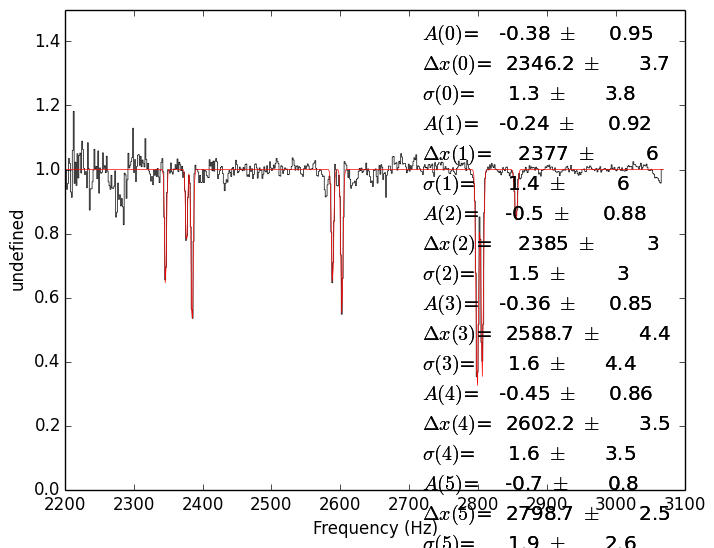 1.4
1.2
1.0
0.8
0.6
0.4
0.2
0.0
undefined
2200 2300 2400 2500 2600 2700 2800 2900 3000 3100
Frequency (Hz)
A(0)= -0.38 ± 0.95
Δx(0)= 2346.2 ± 3.7
σ(0)= 1.3 ± 3.8
A(1)= -0.24 ± 0.92
Δx(1)= 2377 ± 6
σ(1)= 1.4 ± 6
A(2)= -0.5 ± 0.88
Δx(2)= 2385 ± 3
σ(2)= 1.5 ± 3
A(3)= -0.36 ± 0.85
Δx(3)= 2588.7 ± 4.4
σ(3)= 1.6 ± 4.4
A(4)= -0.45 ± 0.86
Δx(4)= 2602.2 ± 3.5
σ(4)= 1.6 ± 3.5
A(5)= -0.7 ± 0.8
Δx(5)= 2798.7 ± 2.5
σ(5)= 1.9 ± 2.6